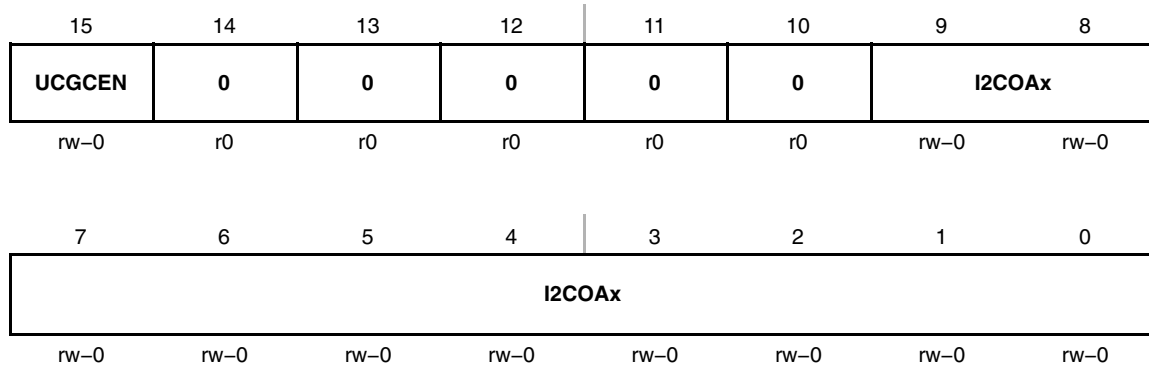 15 14 13 12 11 10 9 8
UCGCEN 0 0 0 0 0 I2COAx
rw−0 r0 r0 r0 r0 r0 rw−0 rw−0
7 6 5 4 3 2 1 0
I2COAx
rw−0 rw−0 rw−0 rw−0 rw−0 rw−0 rw−0 rw−0